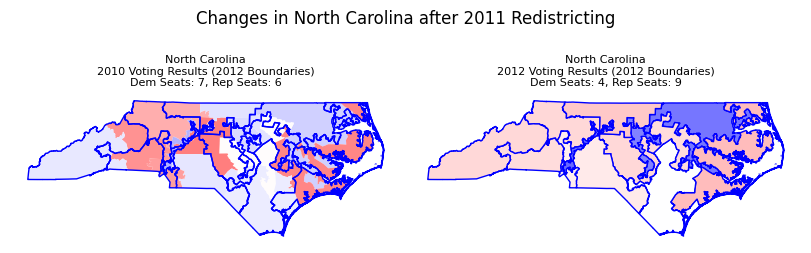 Changes in North Carolina after 2011 Redistricting
North Carolina
2010 Voting Results (2012 Boundaries)
Dem Seats: 7, Rep Seats: 6
North Carolina
2012 Voting Results (2012 Boundaries)
Dem Seats: 4, Rep Seats: 9